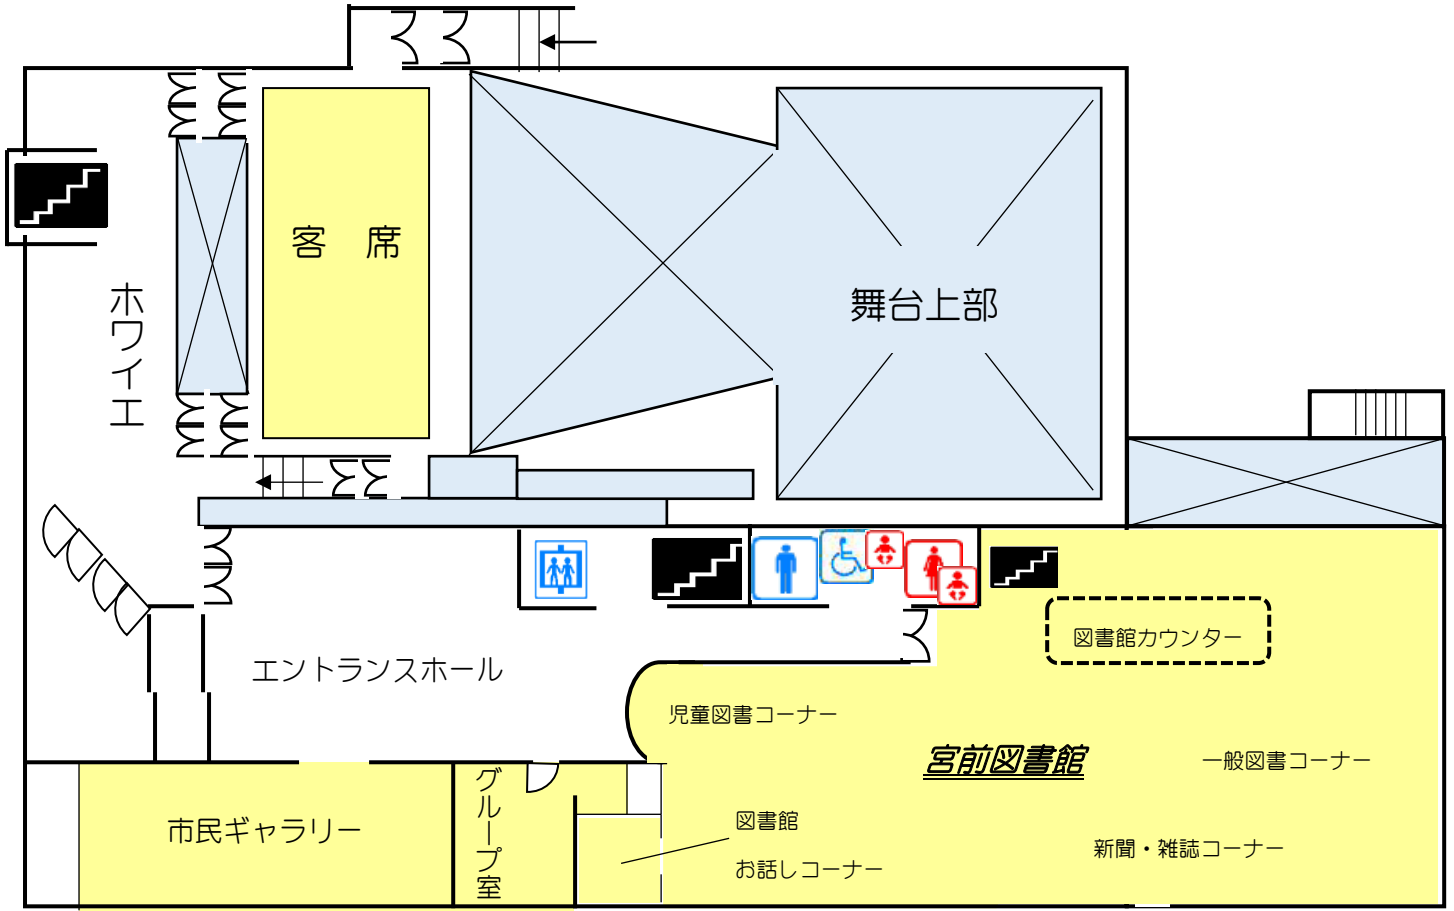 客 席
舞台上部
ホワイエ
図書館カウンター
エントランスホール
児童図書コーナー
宮前図書館
一般図書コーナー
グループ室
市民ギャラリー
図書館
お話しコーナー
新聞・雑誌コーナー